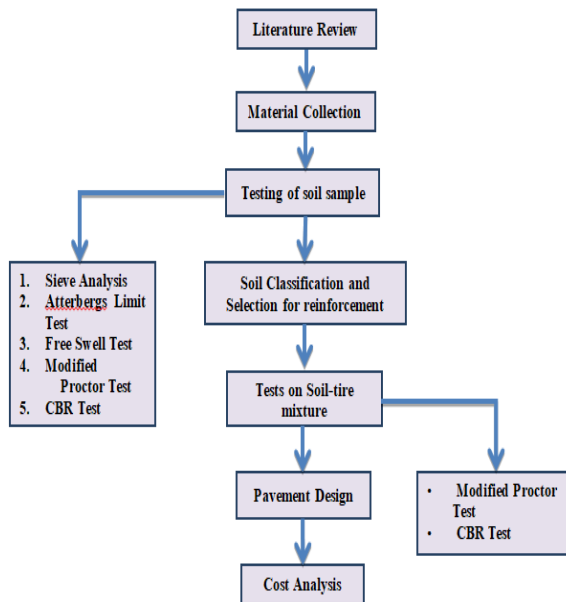 Literature Review
Material Collection
Testing of soil sample
1. Sieve Analysis
2. Atterbergs Limit
Test
3. Free Swell Test
4. Modified
Proctor Test
5. CBR Test
Soil Classification and
Selection for reinforcement
Tests on Soil-tire
mixture
• Modified Proctor
Test
• CBR Test
Pavement Design
Cost Analysis